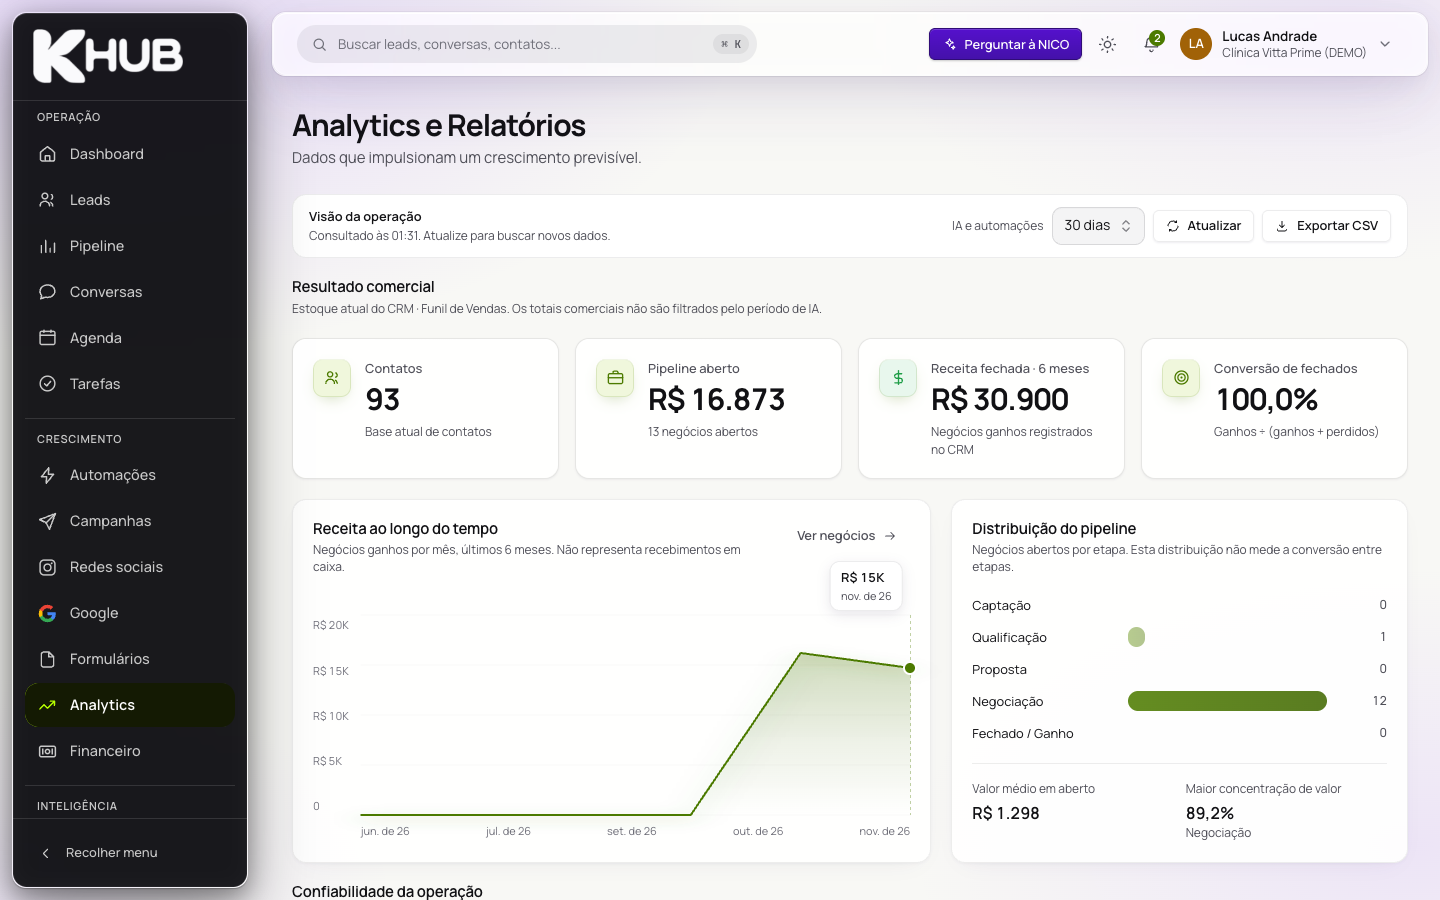 KHUB
OPERAÇÃO
Dashboard
Leads
Pipeline
Conversas
Agenda
Tarefas
CRESCIMENTO
Automações
Campanhas
Redes sociais
Google
Formulários
Analytics
Financeiro
INTELIGÊNCIA
Recolher menu
Buscar leads, conversas, contatos...
⌘ K
Perguntar à NICO
2
LA
Lucas Andrade
Clínica Vitta Prime (DEMO)
Analytics e Relatórios
Dados que impulsionam um crescimento previsível.
Visão da operação
Consultado às 01:31. Atualize para buscar novos dados.
IA e automações
30 dias
Atualizar
Exportar CSV
Resultado comercial
Estoque atual do CRM · Funil de Vendas. Os totais comerciais não são filtrados pelo período de IA.
Contatos
93
Base atual de contatos
Pipeline aberto
R$ 16.873
13 negócios abertos
Receita fechada · 6 meses
R$ 30.900
Negócios ganhos registrados
no CRM
Conversão de fechados
100,0%
Ganhos ÷ (ganhos + perdidos)
Receita ao longo do tempo
Negócios ganhos por mês, últimos 6 meses. Não representa recebimentos em
caixa.
Ver negócios
R$ 15K
nov. de 26
R$ 20K
R$ 15K
R$ 10K
R$ 5K
0
jun. de 26
jul. de 26
set. de 26
out. de 26
nov. de 26
Distribuição do pipeline
Negócios abertos por etapa. Esta distribuição não mede a conversão entre
etapas.
Captação 0
Qualificação 1
Proposta 0
Negociação 12
Fechado / Ganho 0
Valor médio em aberto
R$ 1.298
Maior concentração de valor
89,2%
Negociação
Confiabilidade da operação